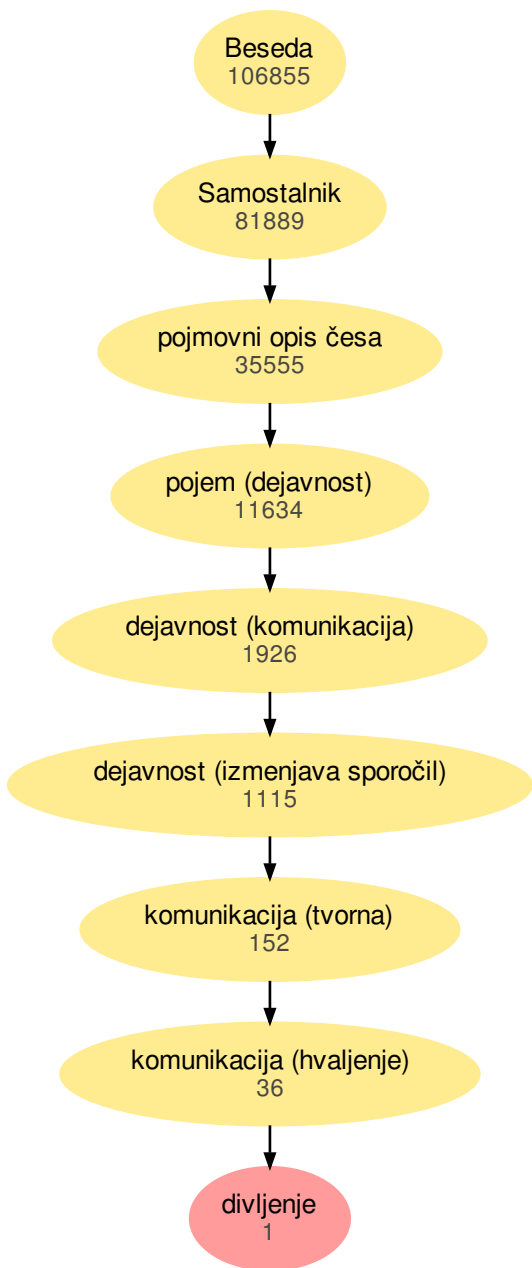 Beseda
106855
Samostalnik
81889
pojmovni opis česa
35555
pojem (dejavnost)
11634
dejavnost (komunikacija)
1926
dejavnost (izmenjava sporočil)
1115
komunikacija (tvorna)
152
komunikacija (hvaljenje)
36
divljenje
1